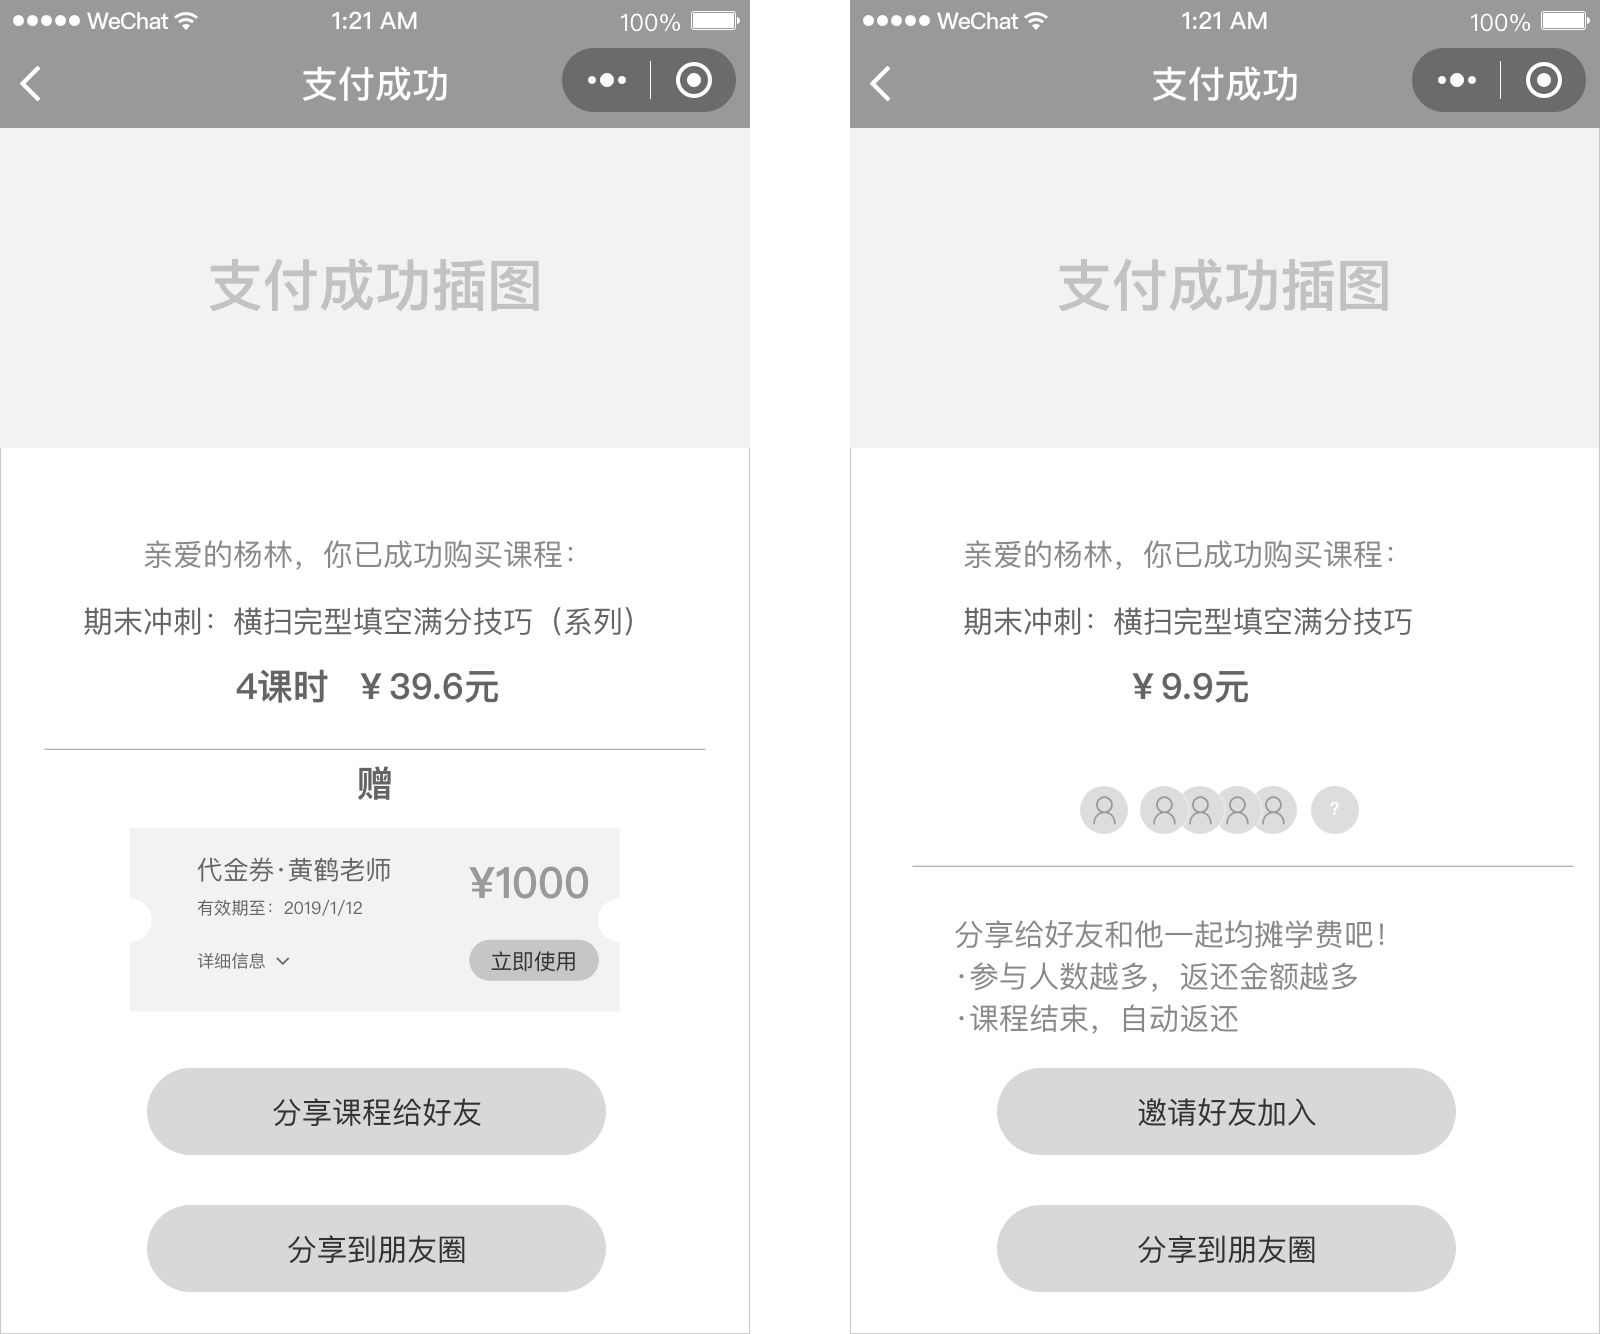 WeChat 1:21 AM 100%
支付成功
支付成功插图
亲爱的杨林，你已成功购买课程：
期末冲刺：横扫完型填空满分技巧（系列）
4课时 ¥ 39.6元
赠
代金券·黄鹤老师
¥1000
有效期至：2019/1/12
详细信息
立即使用
分享课程给好友
分享到朋友圈
WeChat 1:21 AM 100%
支付成功
支付成功插图
亲爱的杨林，你已成功购买课程：
期末冲刺：横扫完型填空满分技巧
¥ 9.9元
?
分享给好友和他一起均摊学费吧！
·参与人数越多，返还金额越多
·课程结束，自动返还
邀请好友加入
分享到朋友圈